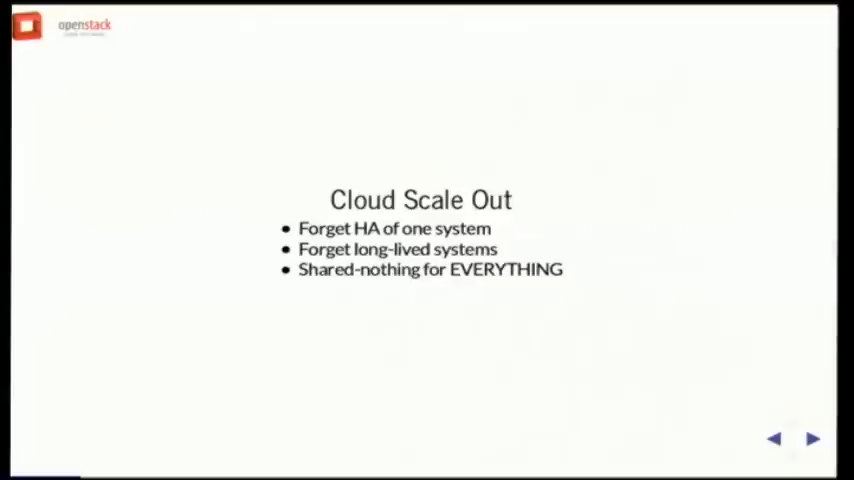 openstack
Cloud Scale Out
• Forget HA of one system
• Forget long-lived systems
• Shared-nothing for EVERYTHING